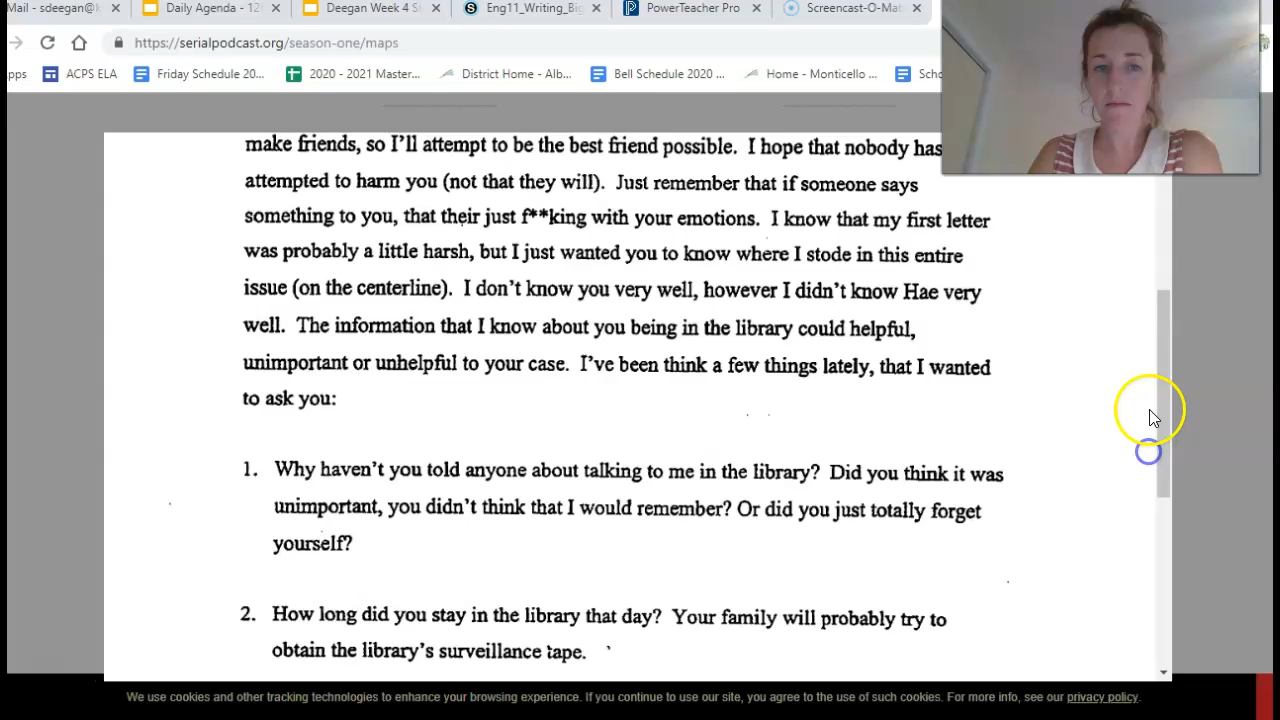 Mail - sdeegan@k
Daily Agenda - 12
Deegan Week 4 S
Eng11_Writing_Big
PowerTeacher Pro
Screencast-O-Mat
https://serialpodcast.org/season-one/maps
pps
ACPS ELA
Friday Schedule 20...
2020 - 2021 Master...
District Home - Alb...
Bell Schedule 2020 ...
Home - Monticello ...
Scho
make friends, so I'll attempt to be the best friend possible. I hope that nobody has
attempted to harm you (not that they will). Just remember that if someone says
something to you, that their just f**king with your emotions. I know that my first letter
was probably a little harsh, but I just wanted you to know where I stode in this entire
issue (on the centerline). I don't know you very well, however I didn't know Hae very
well. The information that I know about you being in the library could helpful,
unimportant or unhelpful to your case. I've been think a few things lately, that I wanted
to ask you:
1. Why haven't you told anyone about talking to me in the library? Did you think it was
unimportant, you didn't think that I would remember? Or did you just totally forget
yourself?
2. How long did you stay in the library that day? Your family will probably try to
obtain the library's surveillance tape.
We use cookies and other tracking technologies to enhance your browsing experience. If you continue to use our site, you agree to the use of such cookies. For more info, see our privacy policy.